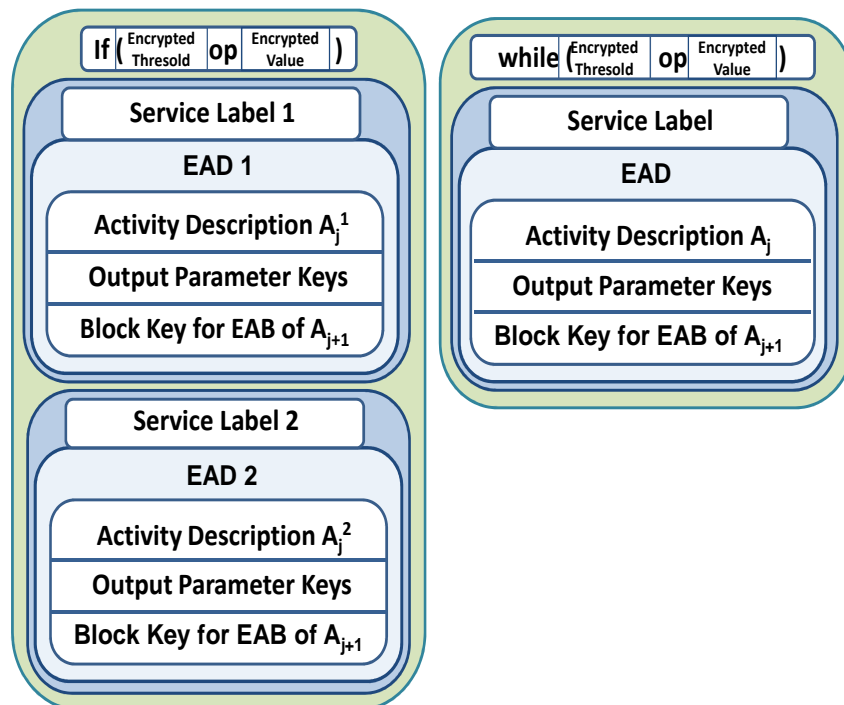 If ( Encrypted Thresold op Encrypted Value )
Service Label 1
EAD 1
Activity Description Aj1
Output Parameter Keys
Block Key for EAB of Aj+1
Service Label 2
EAD 2
Activity Description Aj2
Output Parameter Keys
Block Key for EAB of Aj+1
while ( Encrypted Thresold op Encrypted Value )
Service Label
EAD
Activity Description Aj
Output Parameter Keys
Block Key for EAB of Aj+1